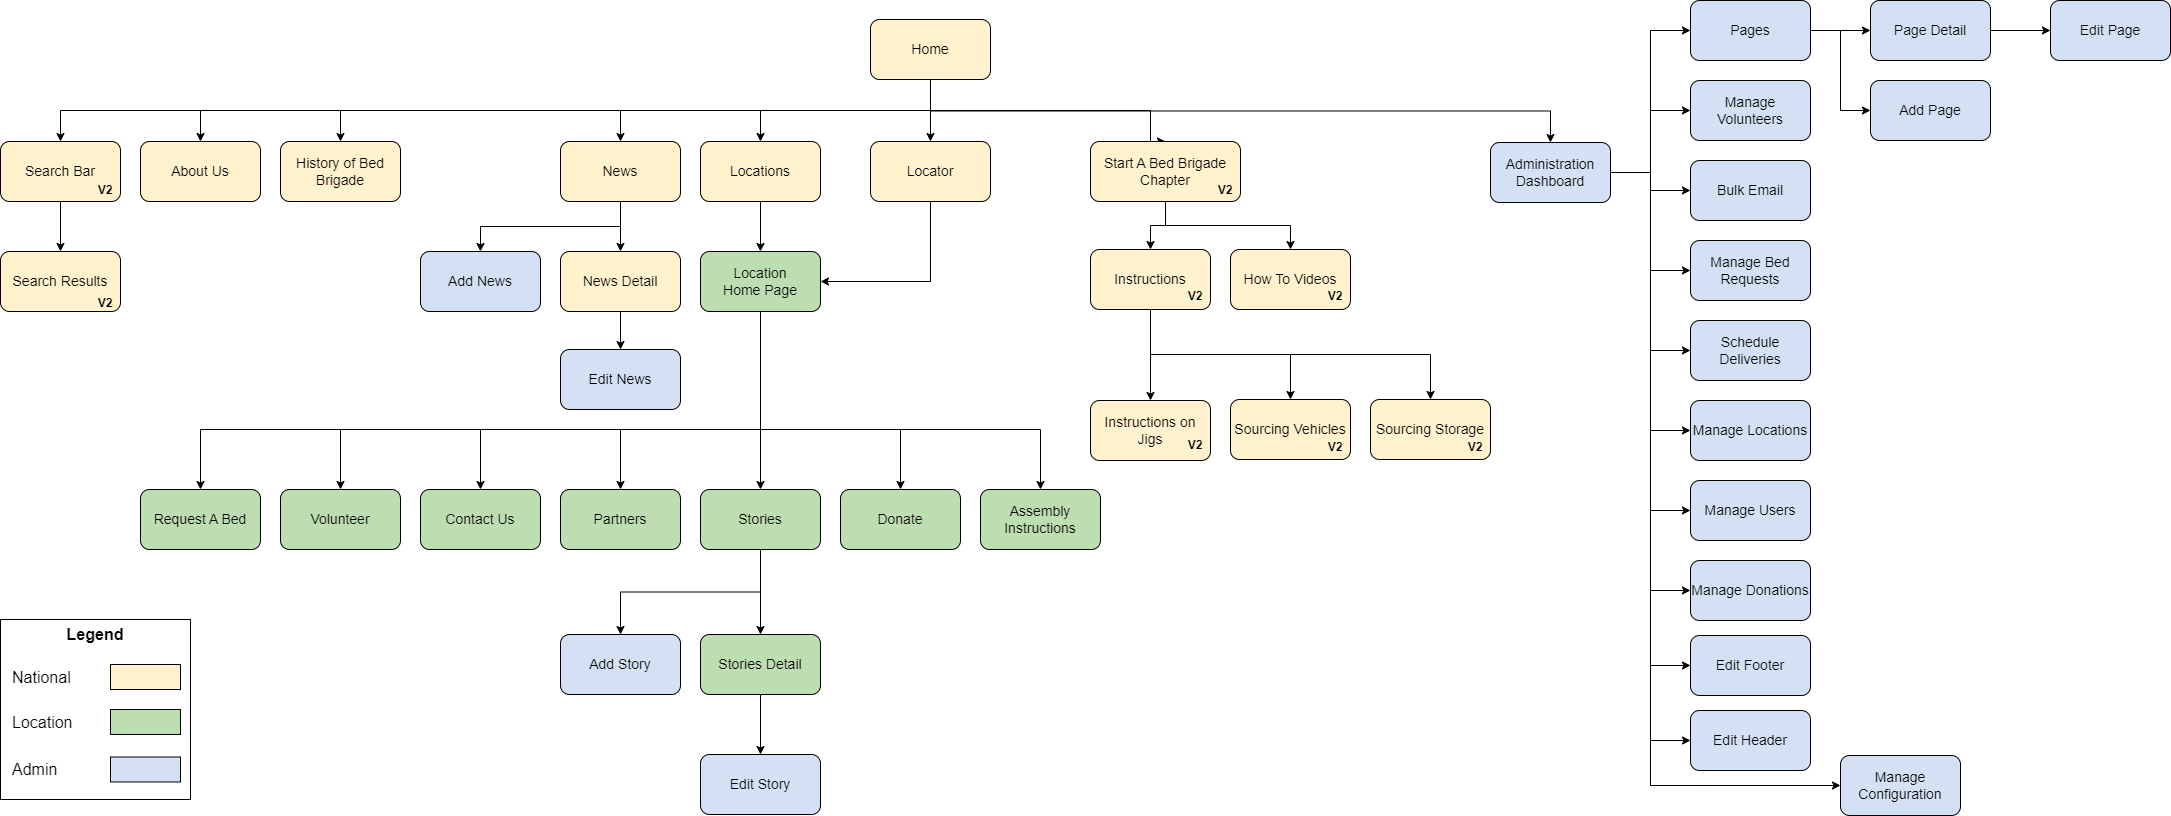 Home
Pages
Page Detail
Edit Page
Manage
Volunteers
Add Page
Search Bar
V2
About Us
History of Bed
Brigade
News
Locations
Locator
Start A Bed Brigade
Chapter
V2
Administration
Dashboard
Bulk Email
Search Results
V2
Add News
News Detail
Location
Home Page
Instructions
V2
How To Videos
V2
Manage Bed
Requests
Edit News
Schedule
Deliveries
Instructions on
Jigs
V2
Sourcing Vehicles
V2
Sourcing Storage
V2
Manage Locations
Request A Bed
Volunteer
Contact Us
Partners
Stories
Donate
Assembly
Instructions
Manage Users
Manage Donations
Add Story
Stories Detail
Edit Footer
Edit Header
Edit Story
Manage
Configuration
Legend
National
Location
Admin